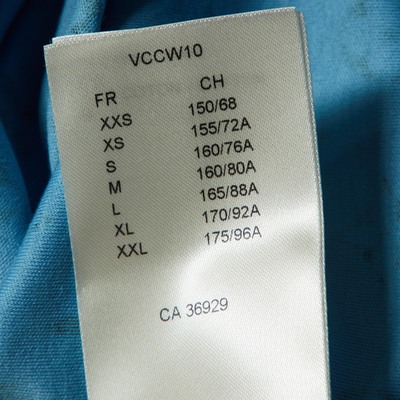 VCCW10
FR CH
XXS 150/68
XS 155/72A
S 160/76A
M 160/80A
L 165/88A
XL 170/92A
XXL 175/96A
CA 36929